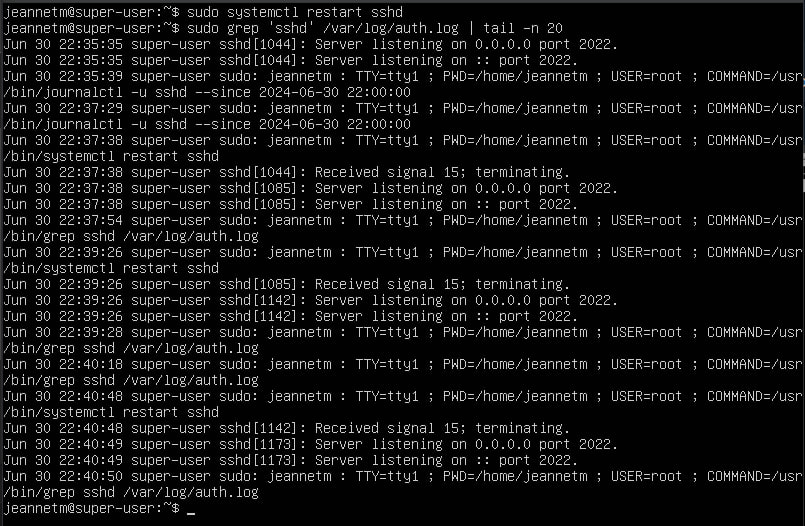 jeannetm@super-user:~$ sudo systemctl restart sshd
jeannetm@super-user:~$ sudo grep 'sshd' /var/log/auth.log | tail -n 20
Jun 30 22:35:35 super-user sshd[1044]: Server listening on 0.0.0.0 port 2022.
Jun 30 22:35:35 super-user sshd[1044]: Server listening on :: port 2022.
Jun 30 22:35:39 super-user sudo: jeannetm : TTY=tty1 ; PWD=/home/jeannetm ; USER=root ; COMMAND=/usr
/bin/journalctl -u sshd --since 2024-06-30 22:00:00
Jun 30 22:37:29 super-user sudo: jeannetm : TTY=tty1 ; PWD=/home/jeannetm ; USER=root ; COMMAND=/usr
/bin/journalctl -u sshd --since 2024-06-30 22:00:00
Jun 30 22:37:38 super-user sudo: jeannetm : TTY=tty1 ; PWD=/home/jeannetm ; USER=root ; COMMAND=/usr
/bin/systemctl restart sshd
Jun 30 22:37:38 super-user sshd[1044]: Received signal 15; terminating.
Jun 30 22:37:38 super-user sshd[1085]: Server listening on 0.0.0.0 port 2022.
Jun 30 22:37:38 super-user sshd[1085]: Server listening on :: port 2022.
Jun 30 22:37:54 super-user sudo: jeannetm : TTY=tty1 ; PWD=/home/jeannetm ; USER=root ; COMMAND=/usr
/bin/grep sshd /var/log/auth.log
Jun 30 22:39:26 super-user sudo: jeannetm : TTY=tty1 ; PWD=/home/jeannetm ; USER=root ; COMMAND=/usr
/bin/systemctl restart sshd
Jun 30 22:39:26 super-user sshd[1085]: Received signal 15; terminating.
Jun 30 22:39:26 super-user sshd[1142]: Server listening on 0.0.0.0 port 2022.
Jun 30 22:39:26 super-user sshd[1142]: Server listening on :: port 2022.
Jun 30 22:39:28 super-user sudo: jeannetm : TTY=tty1 ; PWD=/home/jeannetm ; USER=root ; COMMAND=/usr
/bin/grep sshd /var/log/auth.log
Jun 30 22:40:18 super-user sudo: jeannetm : TTY=tty1 ; PWD=/home/jeannetm ; USER=root ; COMMAND=/usr
/bin/grep sshd /var/log/auth.log
Jun 30 22:40:48 super-user sudo: jeannetm : TTY=tty1 ; PWD=/home/jeannetm ; USER=root ; COMMAND=/usr
/bin/systemctl restart sshd
Jun 30 22:40:48 super-user sshd[1142]: Received signal 15; terminating.
Jun 30 22:40:49 super-user sshd[1173]: Server listening on 0.0.0.0 port 2022.
Jun 30 22:40:49 super-user sshd[1173]: Server listening on :: port 2022.
Jun 30 22:40:50 super-user sudo: jeannetm : TTY=tty1 ; PWD=/home/jeannetm ; USER=root ; COMMAND=/usr
/bin/grep sshd /var/log/auth.log
jeannetm@super-user:~$ _